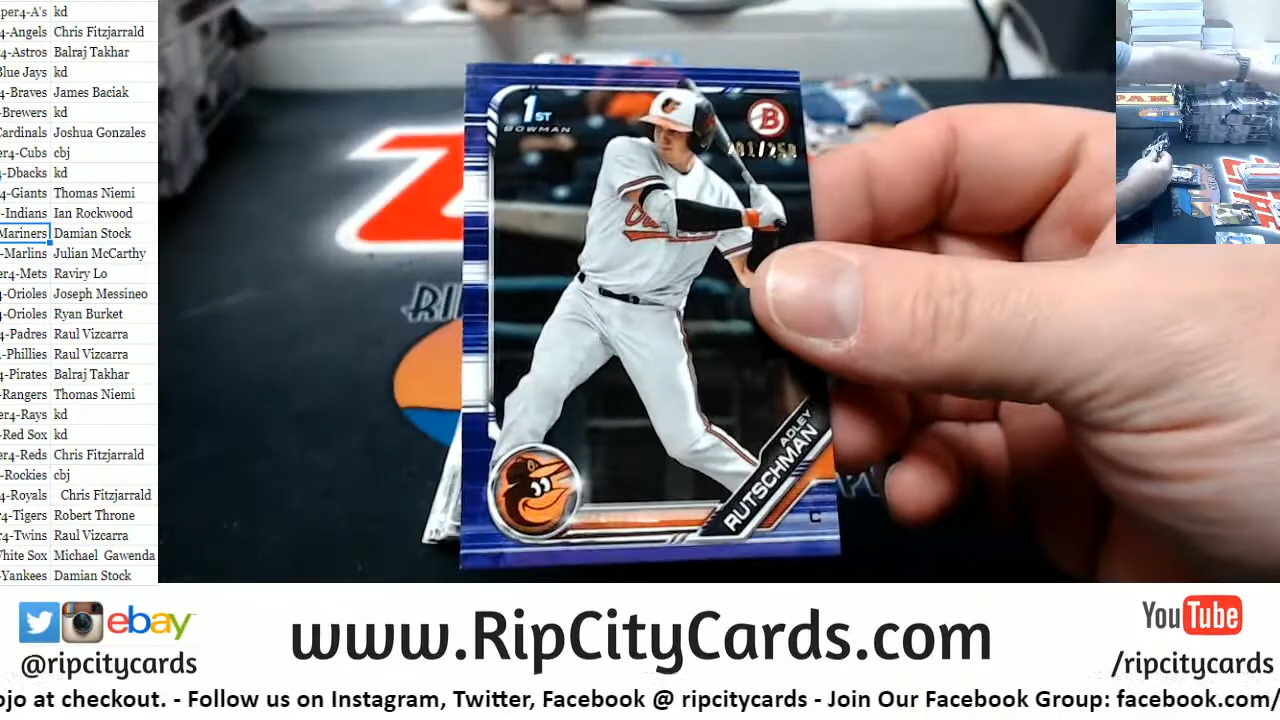 per4-A's kd
4-Angels Chris Fitzjarrald
4-Astros Balraj Takhar
Blue Jays kd
4-Braves James Baciak
-Brewers kd
Cardinals Joshua Gonzales
er4-Cubs cbj
4-Dbacks kd
4-Giants Thomas Niemi
-Indians Ian Rockwood
Mariners Damian Stock
-Marlins Julian McCarthy
er4-Mets Raviry Lo
4-Orioles Joseph Messineo
4-Orioles Ryan Burket
4-Padres Raul Vizcarra
-Phillies Raul Vizcarra
4-Pirates Balraj Takhar
-Rangers Thomas Niemi
er4-Rays kd
-Red Sox kd
er4-Reds Chris Fitzjarrald
-Rockies cbj
4-Royals Chris Fitzjarrald
r4-Tigers Robert Throne
r4-Twins Raul Vizcarra
White Sox Michael Gawenda
-Yankees Damian Stock
1ST
BOWMAN
B
ADLEY
RUTSCHMAN
C
ebay
@ripcitycards
www.RipCityCards.com
YouTube
/ripcitycards
ojo at checkout. - Follow us on Instagram, Twitter, Facebook @ ripcitycards - Join Our Facebook Group: facebook.com/